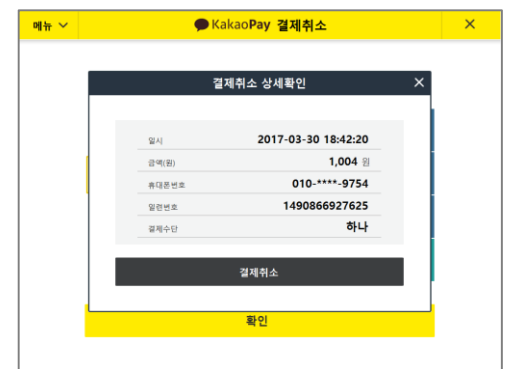 메뉴
KakaoPay 결제취소
결제취소 상세확인
일시 2017-03-30 18:42:20
금액(원) 1,004 원
휴대폰번호 010-****-9754
일련번호 1490866927625
결제수단 하나
결제취소
확인